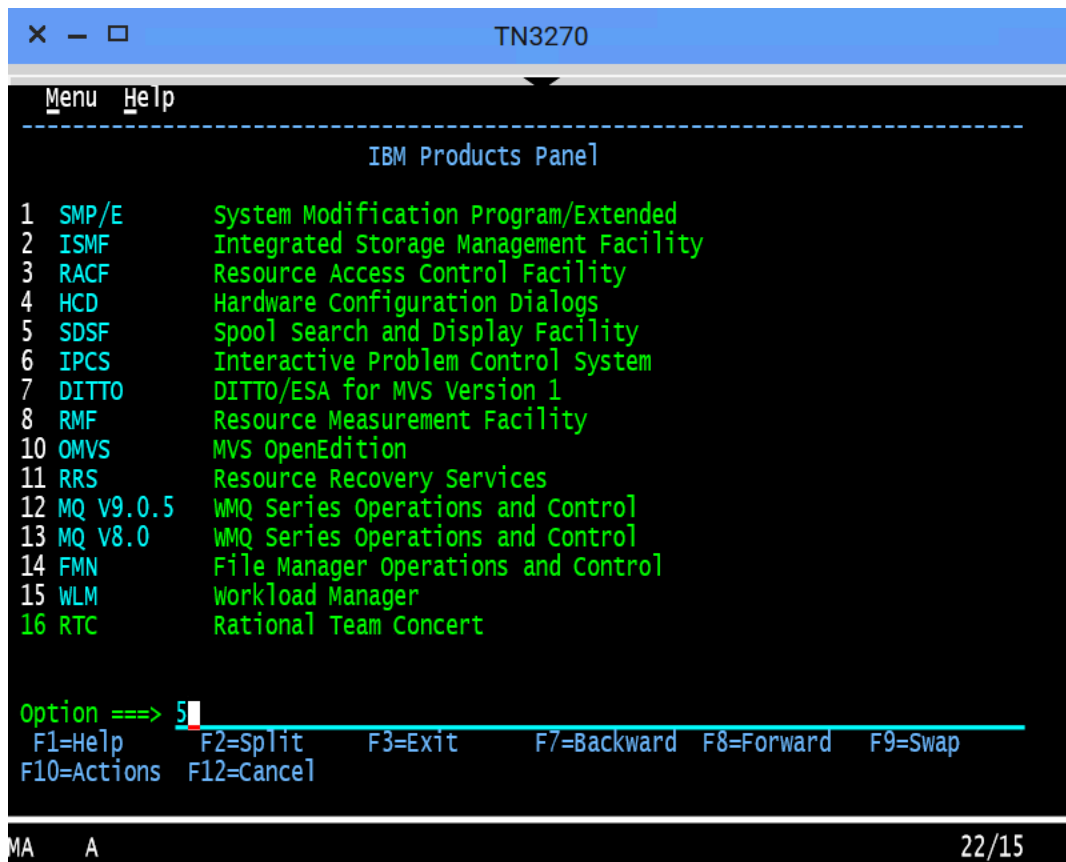 TN3270
Menu Help
IBM Products Panel
1 SMP/E System Modification Program/Extended
2 ISMF Integrated Storage Management Facility
3 RACF Resource Access Control Facility
4 HCD Hardware Configuration Dialogs
5 SDSF Spool Search and Display Facility
6 IPCS Interactive Problem Control System
7 DITTO DITTO/ESA for MVS Version 1
8 RMF Resource Measurement Facility
10 OMVS MVS OpenEdition
11 RRS Resource Recovery Services
12 MQ V9.0.5 WMQ Series Operations and Control
13 MQ V8.0 WMQ Series Operations and Control
14 FMN File Manager Operations and Control
15 WLM Workload Manager
16 RTC Rational Team Concert
Option ===> 5
F1=Help F2=Split F3=Exit F7=Backward F8=Forward F9=Swap
F10=Actions F12=Cancel
MA A 22/15